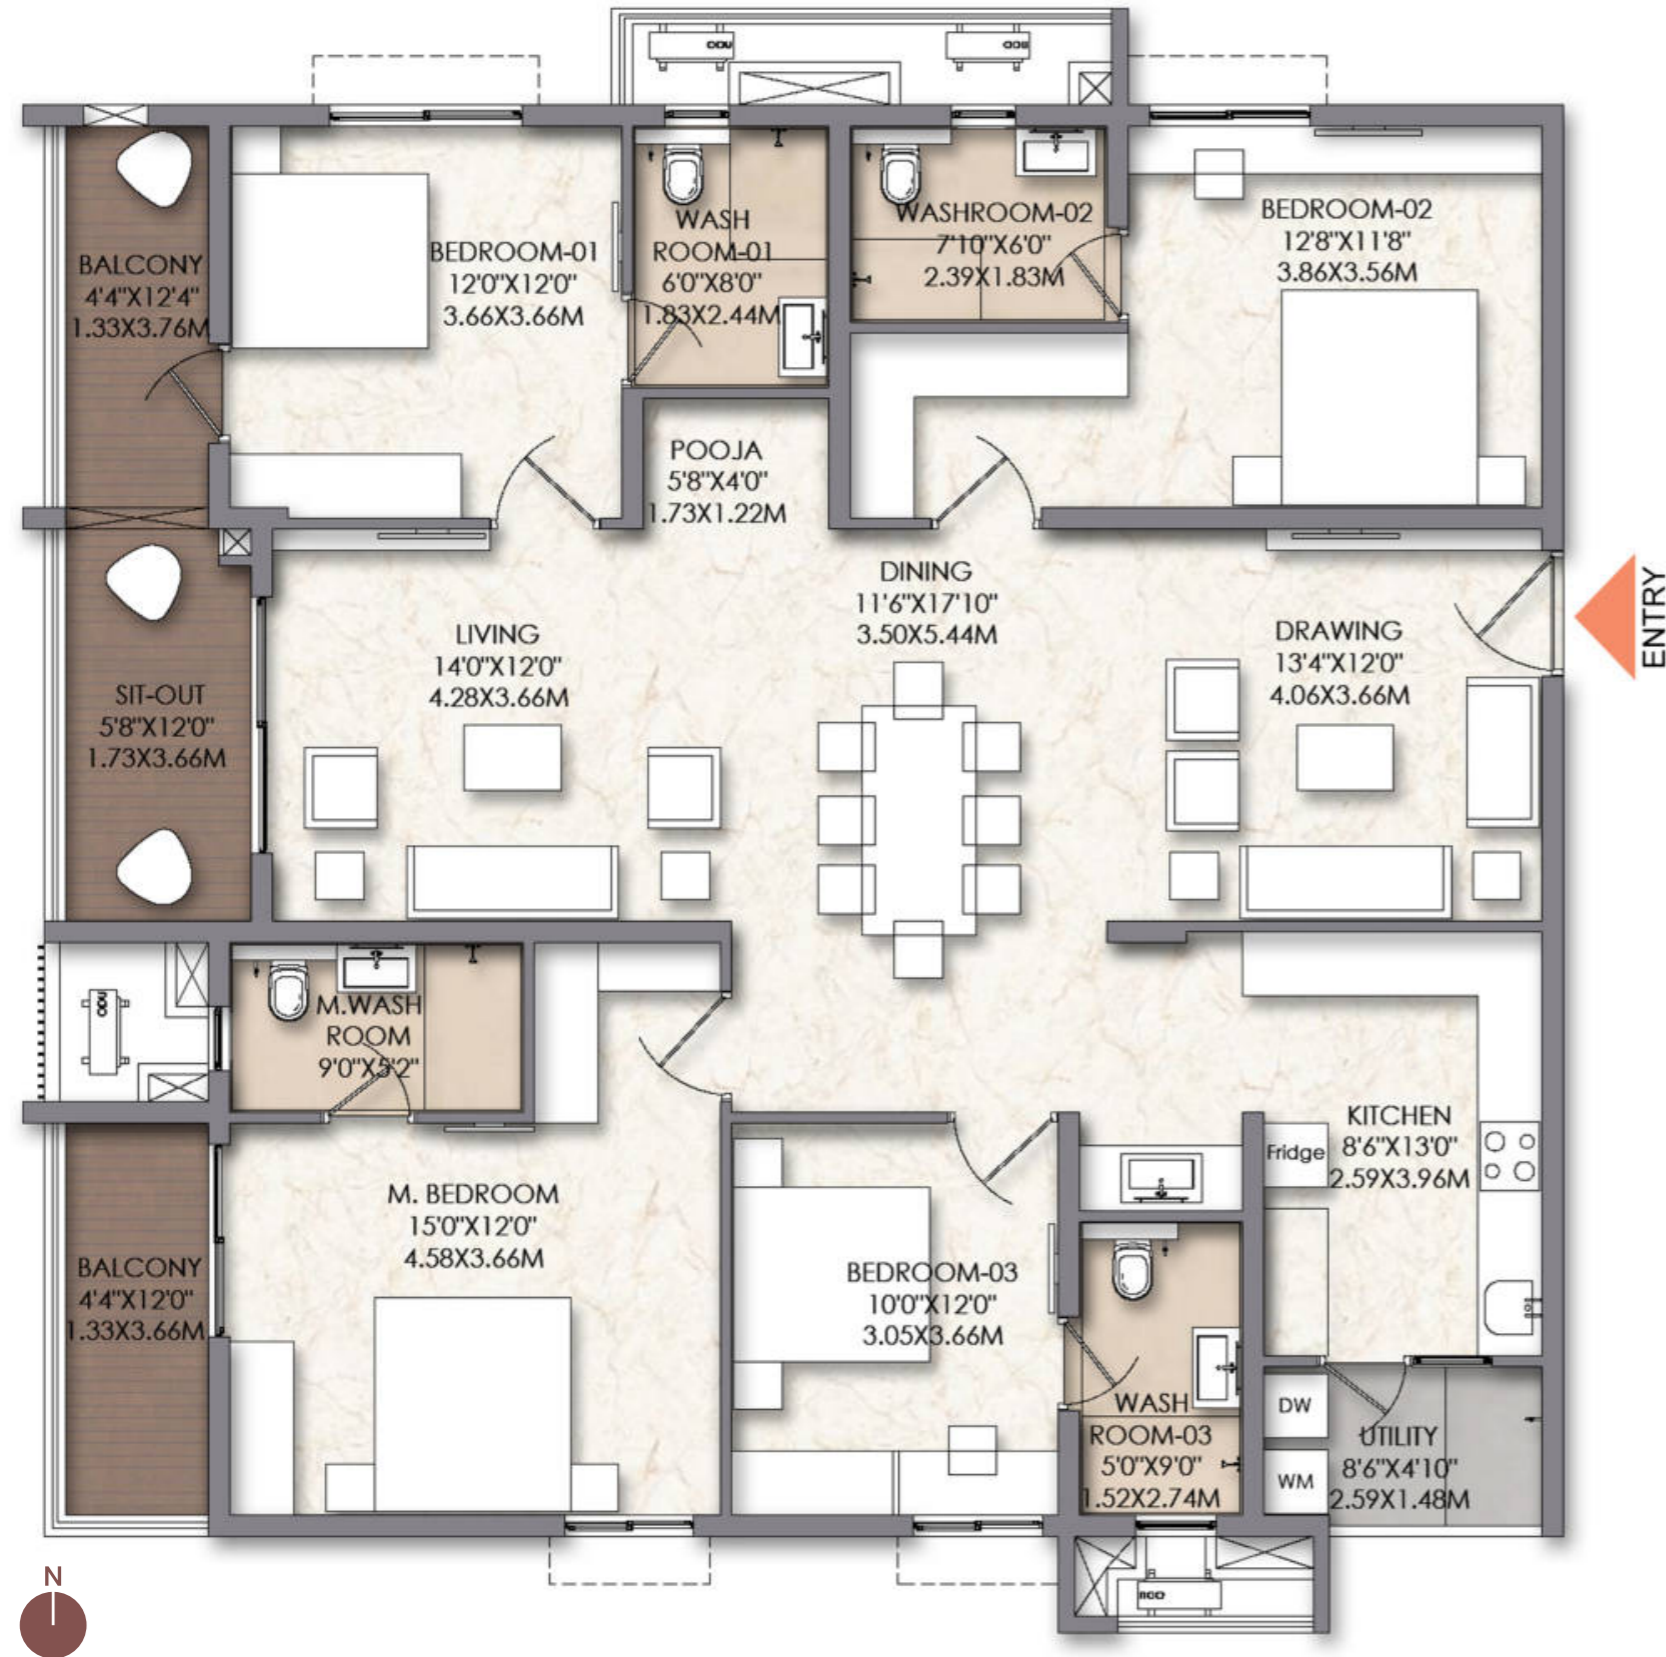 BALCONY
4'4"X12'4"
1.33X3.76M
BEDROOM-01
12'0"X12'0"
3.66X3.66M
WASH
ROOM-01
6'0"X8'0"
1.83X2.44M
ODU
ODU
WASHROOM-02
7'10"X6'0"
2.39X1.83M
BEDROOM-02
12'8"X11'8"
3.86X3.56M
POOJA
5'8"X4'0"
1.73X1.22M
DINING
11'6"X17'10"
3.50X5.44M
LIVING
14'0"X12'0"
4.28X3.66M
DRAWING
13'4"X12'0"
4.06X3.66M
ENTRY
SIT-OUT
5'8"X12'0"
1.73X3.66M
ODU
M.WASH
ROOM
9'0"X5'2"
M. BEDROOM
15'0"X12'0"
4.58X3.66M
BALCONY
4'4"X12'0"
1.33X3.66M
BEDROOM-03
10'0"X12'0"
3.05X3.66M
KITCHEN
8'6"X13'0"
2.59X3.96M
Fridge
WASH
ROOM-03
5'0"X9'0"
1.52X2.74M
DW
WM
UTILITY
8'6"X4'10"
2.59X1.48M
N